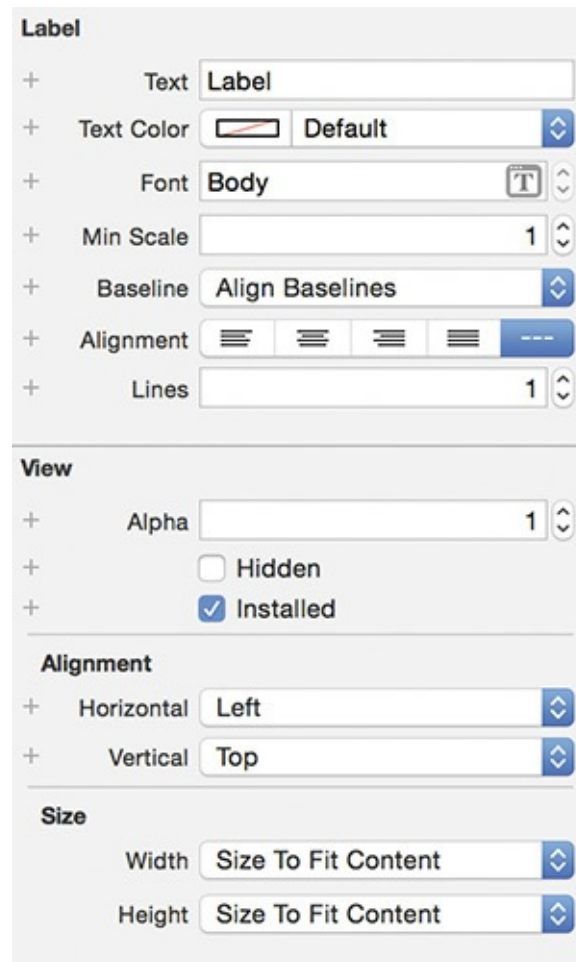 Label
+ Text Label
+ Text Color Default
+ Font Body T
+ Min Scale 1
+ Baseline Align Baselines
+ Alignment ---
+ Lines 1
View
+ Alpha 1
+ Hidden
+ Installed
Alignment
+ Horizontal Left
+ Vertical Top
Size
Width Size To Fit Content
Height Size To Fit Content